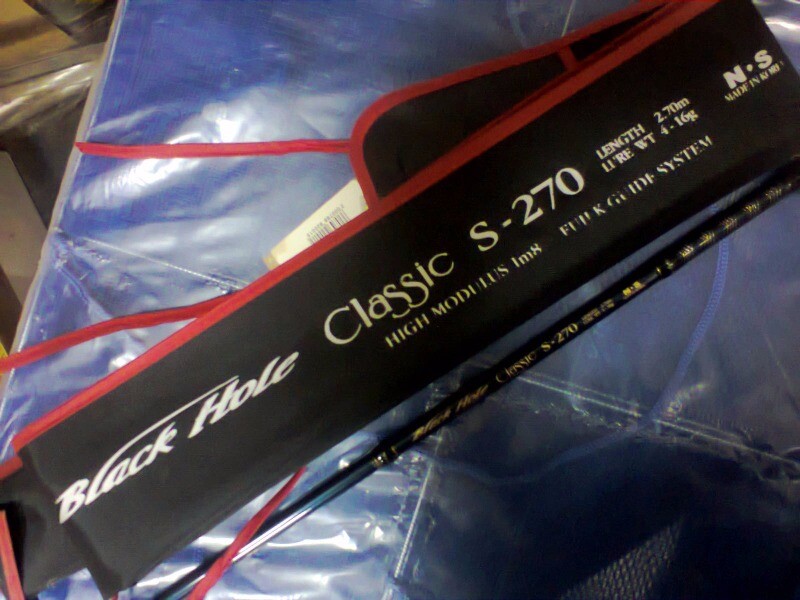 N·S
MADE IN KOREA
LENGTH 2.70m
LURE WT 4-16g
Classic S-270
HIGH MODULUS Im8 FUJI K GUIDE SYSTEM
Black Hole
Black Hole Classic S-270
N·S